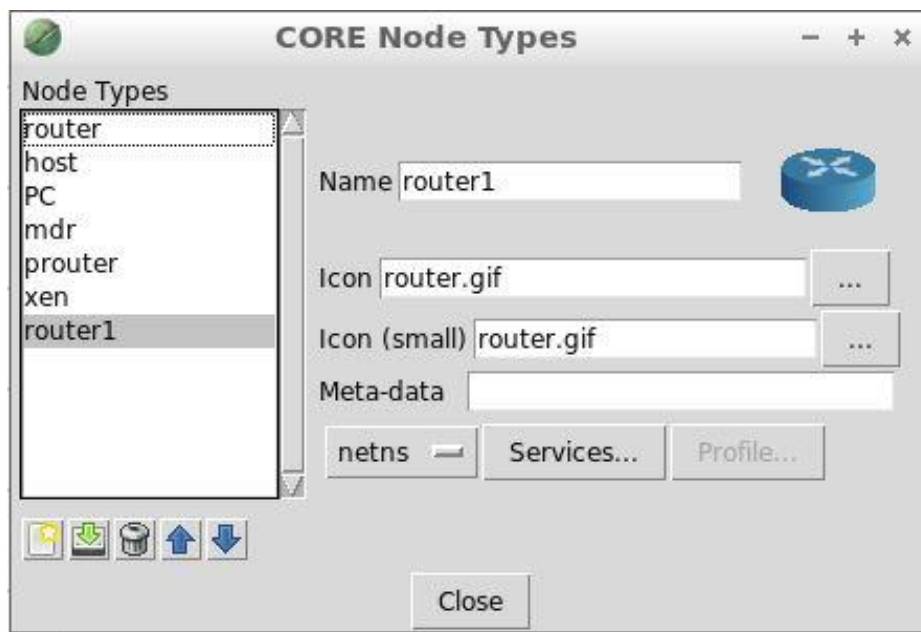 CORE Node Types
Node Types
router
host
PC
mdr
prouter
xen
router1
Name router1
Icon router.gif ...
Icon (small) router.gif ...
Meta-data
netns Services... Profile...
Close